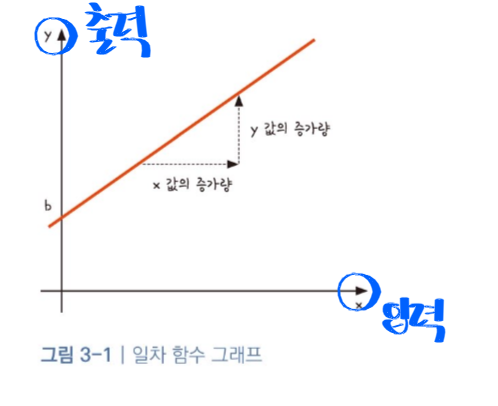 y 출력
y 값의 증가량
x 값의 증가량
b
x
입력
그림 3-1 | 일차 함수 그래프